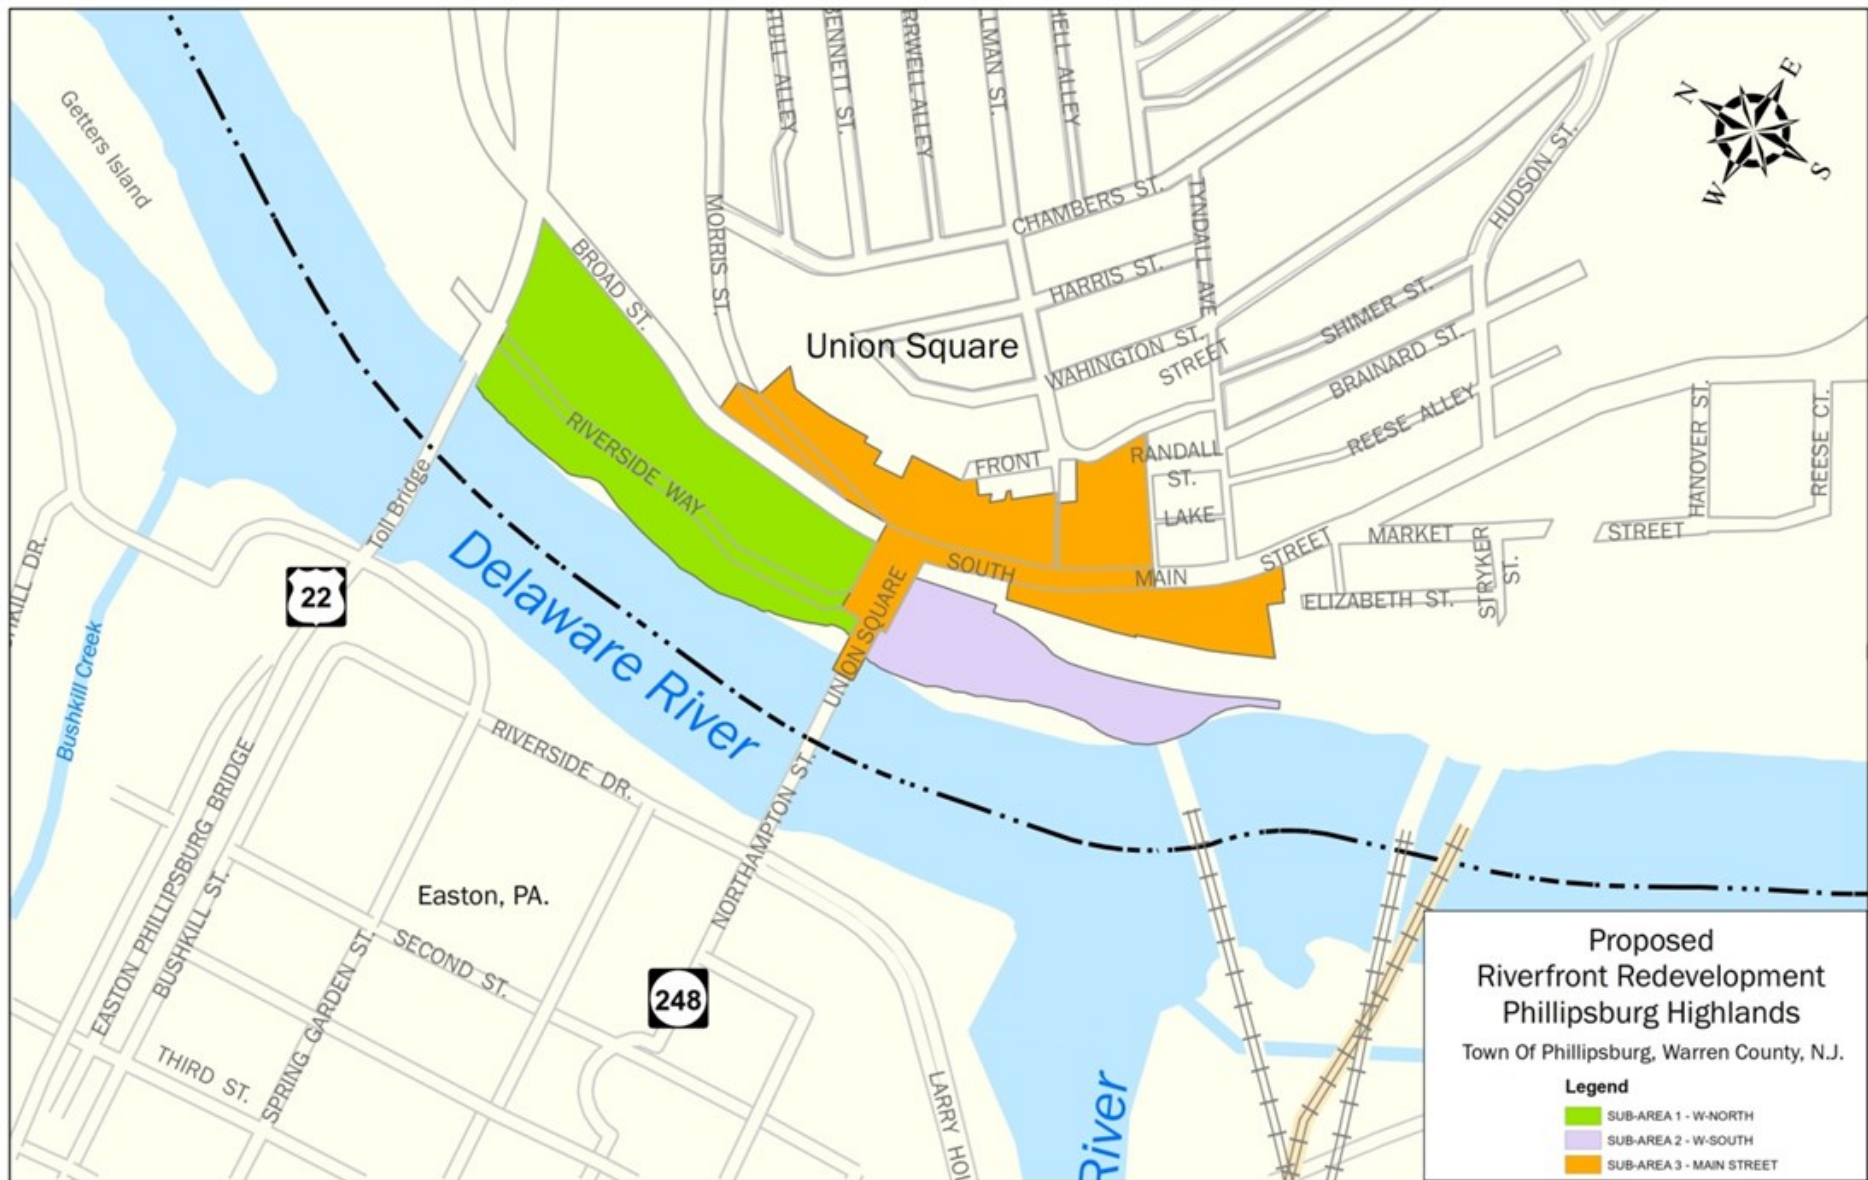 Getters Island
BROAD ST.
MORRIS ST.
BENNETT ST.
CHAMBERS ST.
HARRIS ST.
TYNDALL AVE
WAHINGTON ST.
STREET
HUDSON ST.
SHIMER ST.
BRAINARD ST.
REESE ALLEY
N
E
S
W
Union Square
FRONT
RANDALL
ST.
LAKE
SOUTH
MAIN
STREET
MARKET
STREET
ELIZABETH ST.
STRYKER
ST.
HANOVER ST.
REESE CT.
RIVERSIDE WAY
UNION SQUARE
Toll Bridge
Delaware River
22
Bushkill Creek
RIVERSIDE DR.
EASTON PHILLIPSBURG BRIDGE
BUSHKILL ST.
SPRING GARDEN ST.
SECOND ST.
THIRD ST.
NORTHAMPTON ST.
Easton, PA.
248
River
Proposed
Riverfront Redevelopment
Phillipsburg Highlands
Town Of Phillipsburg, Warren County, N.J.
Legend
SUB-AREA 1 - W-NORTH
SUB-AREA 2 - W-SOUTH
SUB-AREA 3 - MAIN STREET
LARRY